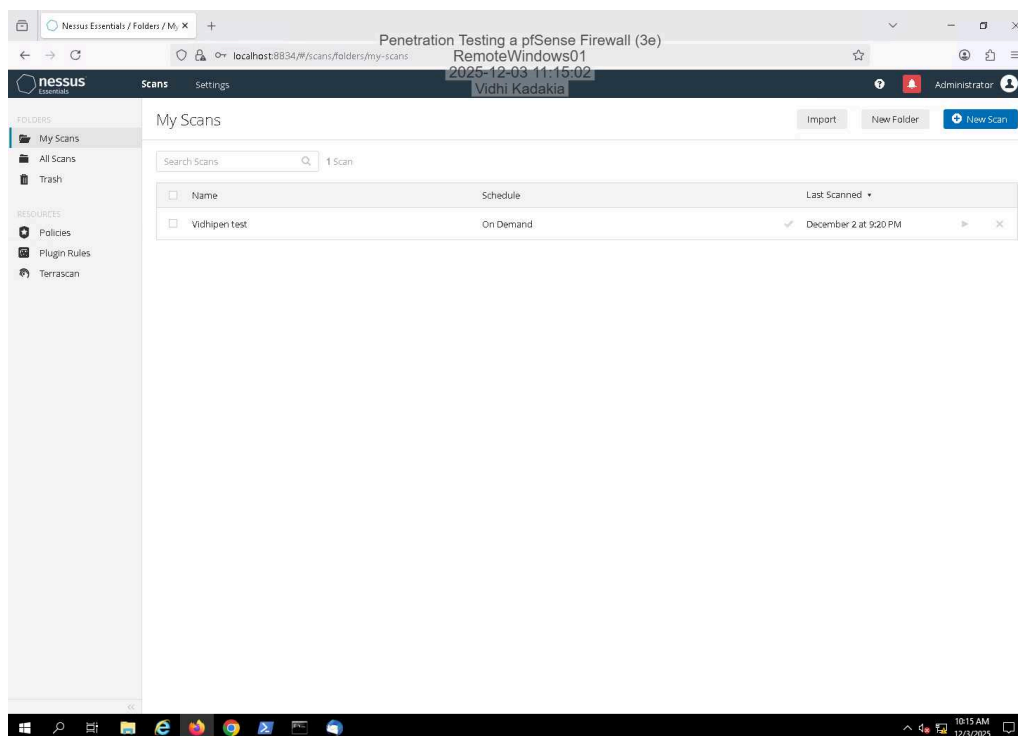 Nessus Essentials / Folders / My
Penetration Testing a pfSense Firewall (3e)
localhost:8834/#/scans/folders/my-scans
RemoteWindows01
2025-12-03 11:15:02
Vidhi Kadakia
nessus
Essentials
Scans
Settings
Administrator
FOLDERS
My Scans
All Scans
Trash
RESOURCES
Policies
Plugin Rules
Terrascan
My Scans
Import
New Folder
New Scan
Search Scans
1 Scan
Name
Schedule
Last Scanned
Vidhipen test
On Demand
December 2 at 9:20 PM
10:15 AM
12/3/2025